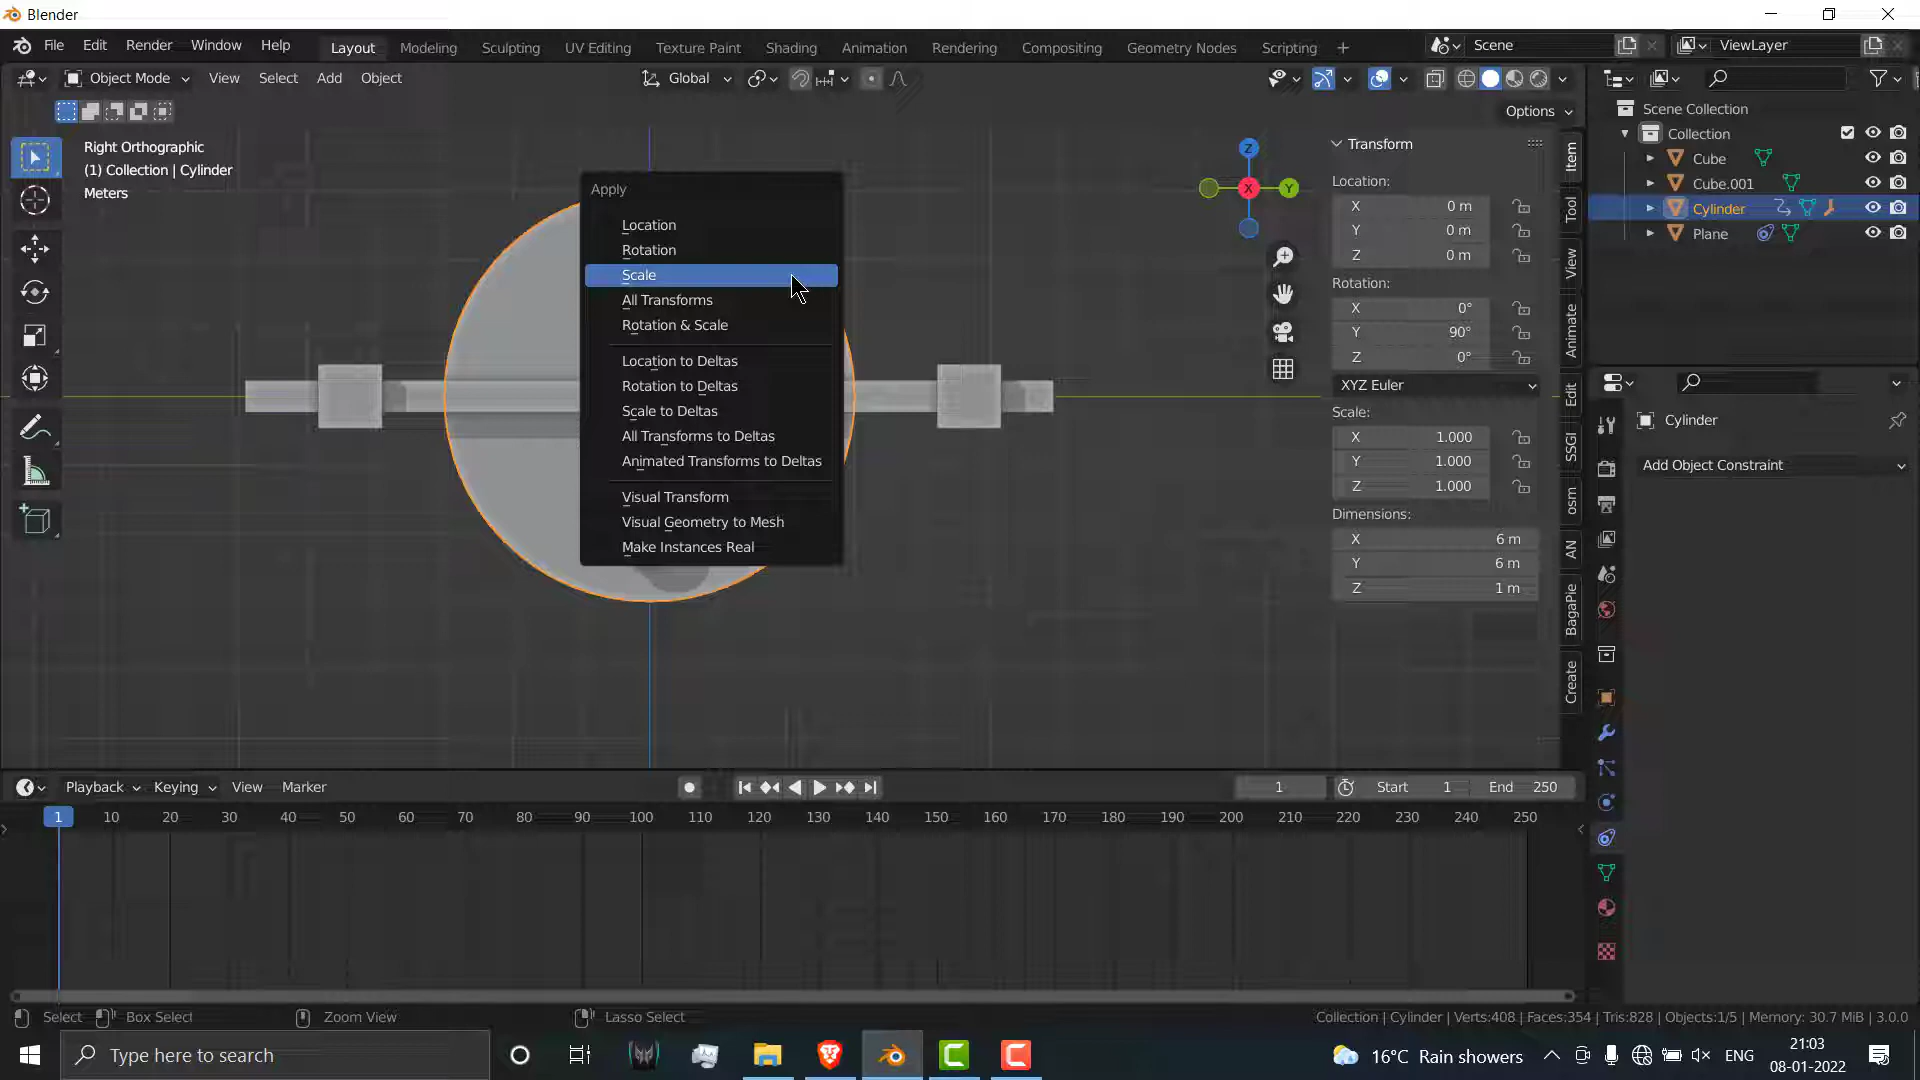 Blender
File Edit Render Window Help
Layout Modeling Sculpting UV Editing Texture Paint Shading Animation Rendering Compositing Geometry Nodes Scripting +
Scene
ViewLayer
Object Mode View Select Add Object
Global
Options
Right Orthographic
(1) Collection | Cylinder
Meters
Apply
Location
Rotation
Scale
All Transforms
Rotation & Scale
Location to Deltas
Rotation to Deltas
Scale to Deltas
All Transforms to Deltas
Animated Transforms to Deltas
Visual Transform
Visual Geometry to Mesh
Make Instances Real
Z
X
Y
Transform
Location:
X 0 m
Y 0 m
Z 0 m
Rotation:
X 0°
Y 90°
Z 0°
XYZ Euler
Scale:
X 1.000
Y 1.000
Z 1.000
Dimensions:
X 6 m
Y 6 m
Z 1 m
Item
Tool
View
Animate
Edit
SSGI
osm
AN
BagaPie
Create
Scene Collection
Collection
Cube
Cube.001
Cylinder
Plane
Cylinder
Add Object Constraint
Playback Keying View Marker
1
Start 1 End 250
1 10 20 30 40 50 60 70 80 90 100 110 120 130 140 150 160 170 180 190 200 210 220 230 240 250
Select Box Select Zoom View Lasso Select
Collection | Cylinder | Verts:408 | Faces:354 | Tris:828 | Objects:1/5 | Memory: 30.7 MiB | 3.0.0
Type here to search
16°C Rain showers
ENG
21:03
08-01-2022